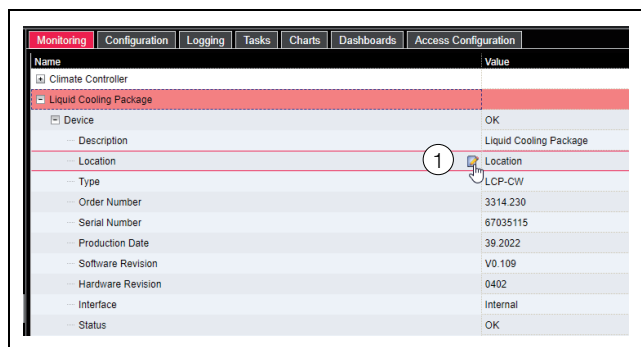 Monitoring Configuration Logging Tasks Charts Dashboards Access Configuration
Name Value
Climate Controller
Liquid Cooling Package
Device OK
Description Liquid Cooling Package
Location 1 Location
Type LCP-CW
Order Number 3314.230
Serial Number 67035115
Production Date 39.2022
Software Revision V0.109
Hardware Revision 0402
Interface Internal
Status OK